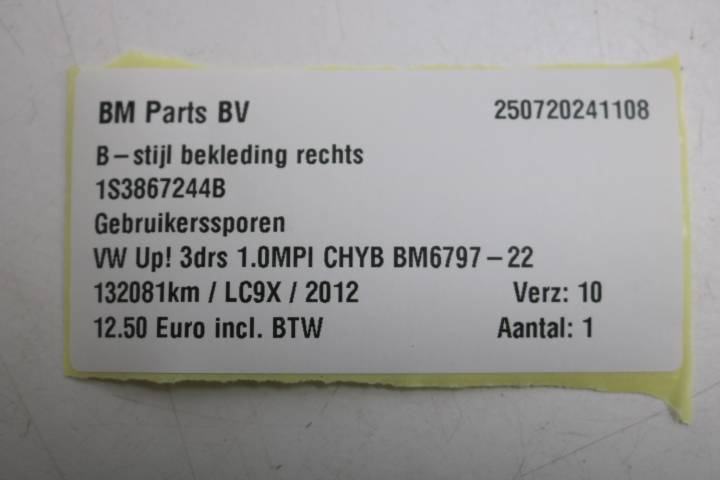 BM Parts BV 250720241108
B-stijl bekleding rechts
1S3867244B
Gebruikerssporen
VW Up! 3drs 1.0MPI CHYB BM6797-22
132081km / LC9X / 2012 Verz: 10
12.50 Euro incl. BTW Aantal: 1